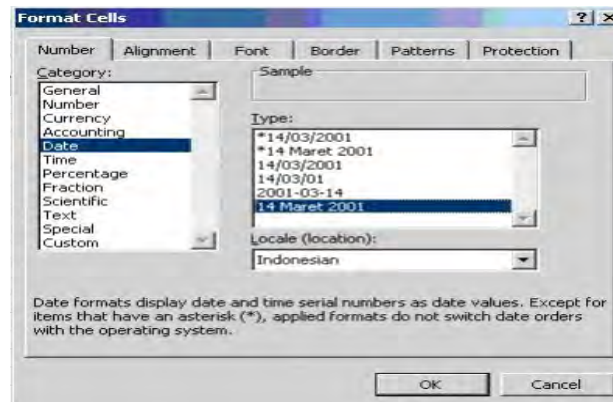 Format Cells
Number Alignment Font Border Patterns Protection
Category:
General
Number
Currency
Accounting
Date
Time
Percentage
Fraction
Scientific
Text
Special
Custom
Sample
Type:
*14/03/2001
*14 Maret 2001
14/03/2001
14/03/01
2001-03-14
14 Maret 2001
Locale (location):
Indonesian
Date formats display date and time serial numbers as date values. Except for
items that have an asterisk (*), applied formats do not switch date orders
with the operating system.
OK Cancel